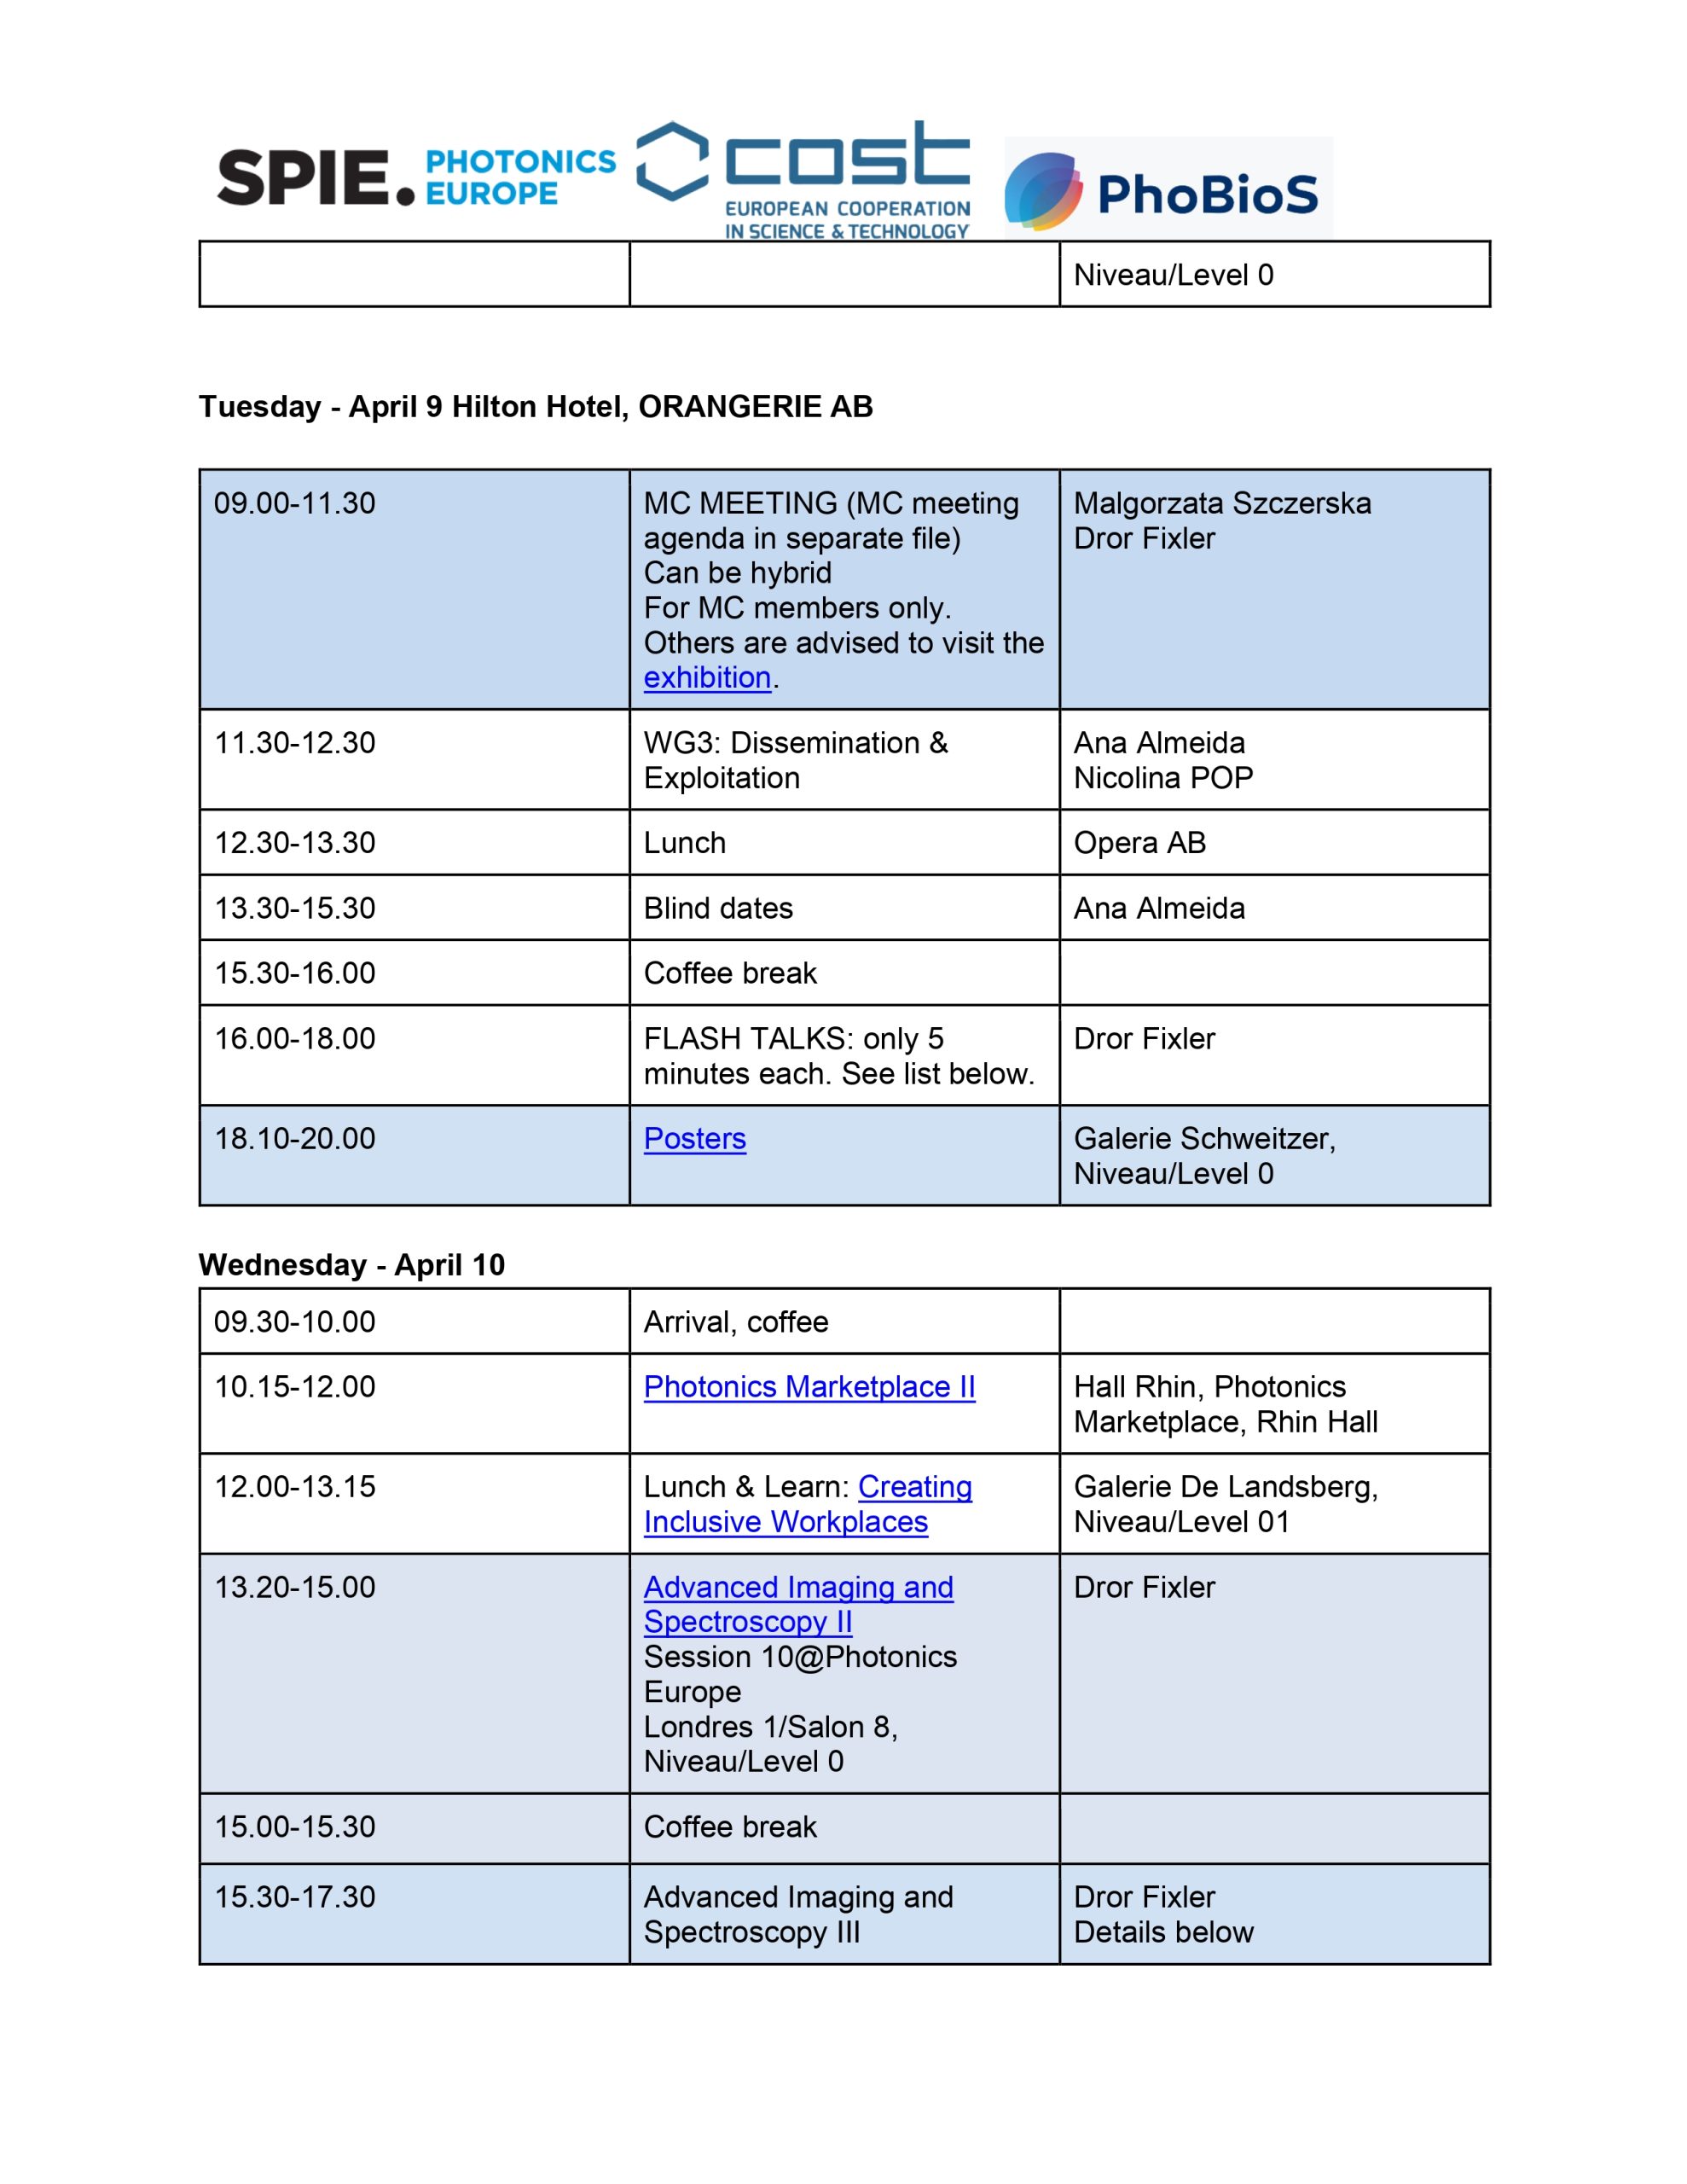 SPIE. PHOTONICS
EUROPE
cost
EUROPEAN COOPERATION
IN SCIENCE & TECHNOLOGY
PhoBioS
Niveau/Level 0
Tuesday - April 9 Hilton Hotel, ORANGERIE AB
09.00-11.30
MC MEETING (MC meeting
agenda in separate file)
Can be hybrid
For MC members only.
Others are advised to visit the
exhibition.
Malgorzata Szczerska
Dror Fixler
11.30-12.30
WG3: Dissemination &
Exploitation
Ana Almeida
Nicolina POP
12.30-13.30
Lunch
Opera AB
13.30-15.30
Blind dates
Ana Almeida
15.30-16.00
Coffee break
16.00-18.00
FLASH TALKS: only 5
minutes each. See list below.
Dror Fixler
18.10-20.00
Posters
Galerie Schweitzer,
Niveau/Level 0
Wednesday - April 10
09.30-10.00
Arrival, coffee
10.15-12.00
Photonics Marketplace II
Hall Rhin, Photonics
Marketplace, Rhin Hall
12.00-13.15
Lunch & Learn: Creating
Inclusive Workplaces
Galerie De Landsberg,
Niveau/Level 01
13.20-15.00
Advanced Imaging and
Spectroscopy II
Session 10@Photonics
Europe
Londres 1/Salon 8,
Niveau/Level 0
Dror Fixler
15.00-15.30
Coffee break
15.30-17.30
Advanced Imaging and
Spectroscopy III
Dror Fixler
Details below